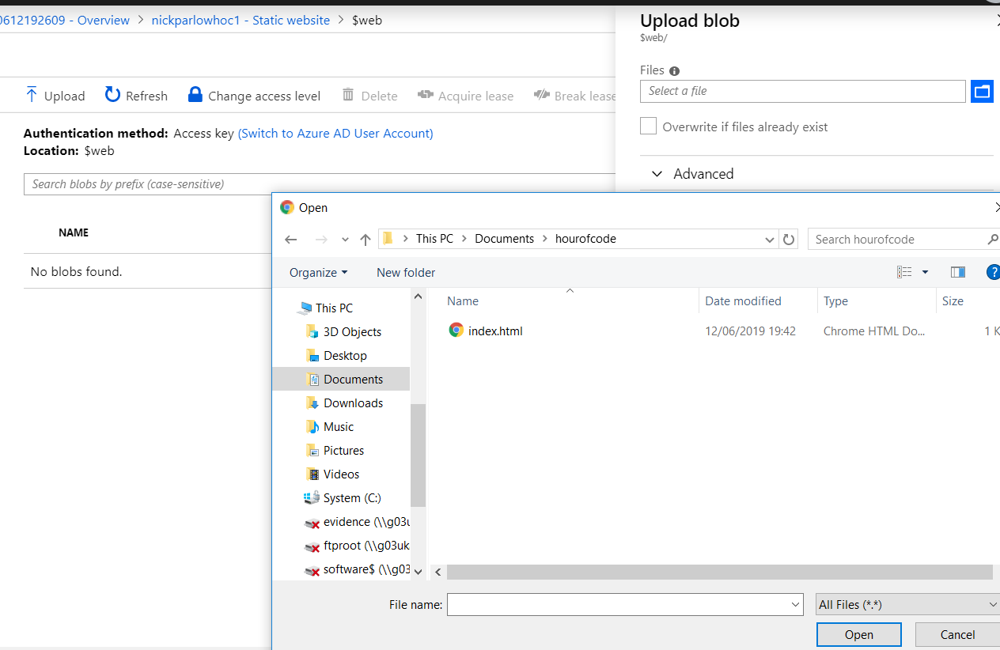 0612192609 - Overview > nickparlowhoc1 - Static website > $web
Upload blob
$web/
Files
Select a file
Overwrite if files already exist
Advanced
Upload Refresh Change access level Delete Acquire lease Break lease
Authentication method: Access key (Switch to Azure AD User Account)
Location: $web
Search blobs by prefix (case-sensitive)
NAME
No blobs found.
Open
This PC > Documents > hourofcode
Search hourofcode
Organize New folder
?
This PC
3D Objects
Desktop
Documents
Downloads
Music
Pictures
Videos
System (C:)
evidence (\\g03u
ftproot (\\g03uk
software$ (\\g03
Name Date modified Type Size
index.html 12/06/2019 19:42 Chrome HTML Do... 1 K
File name:
All Files (*.*)
Open Cancel